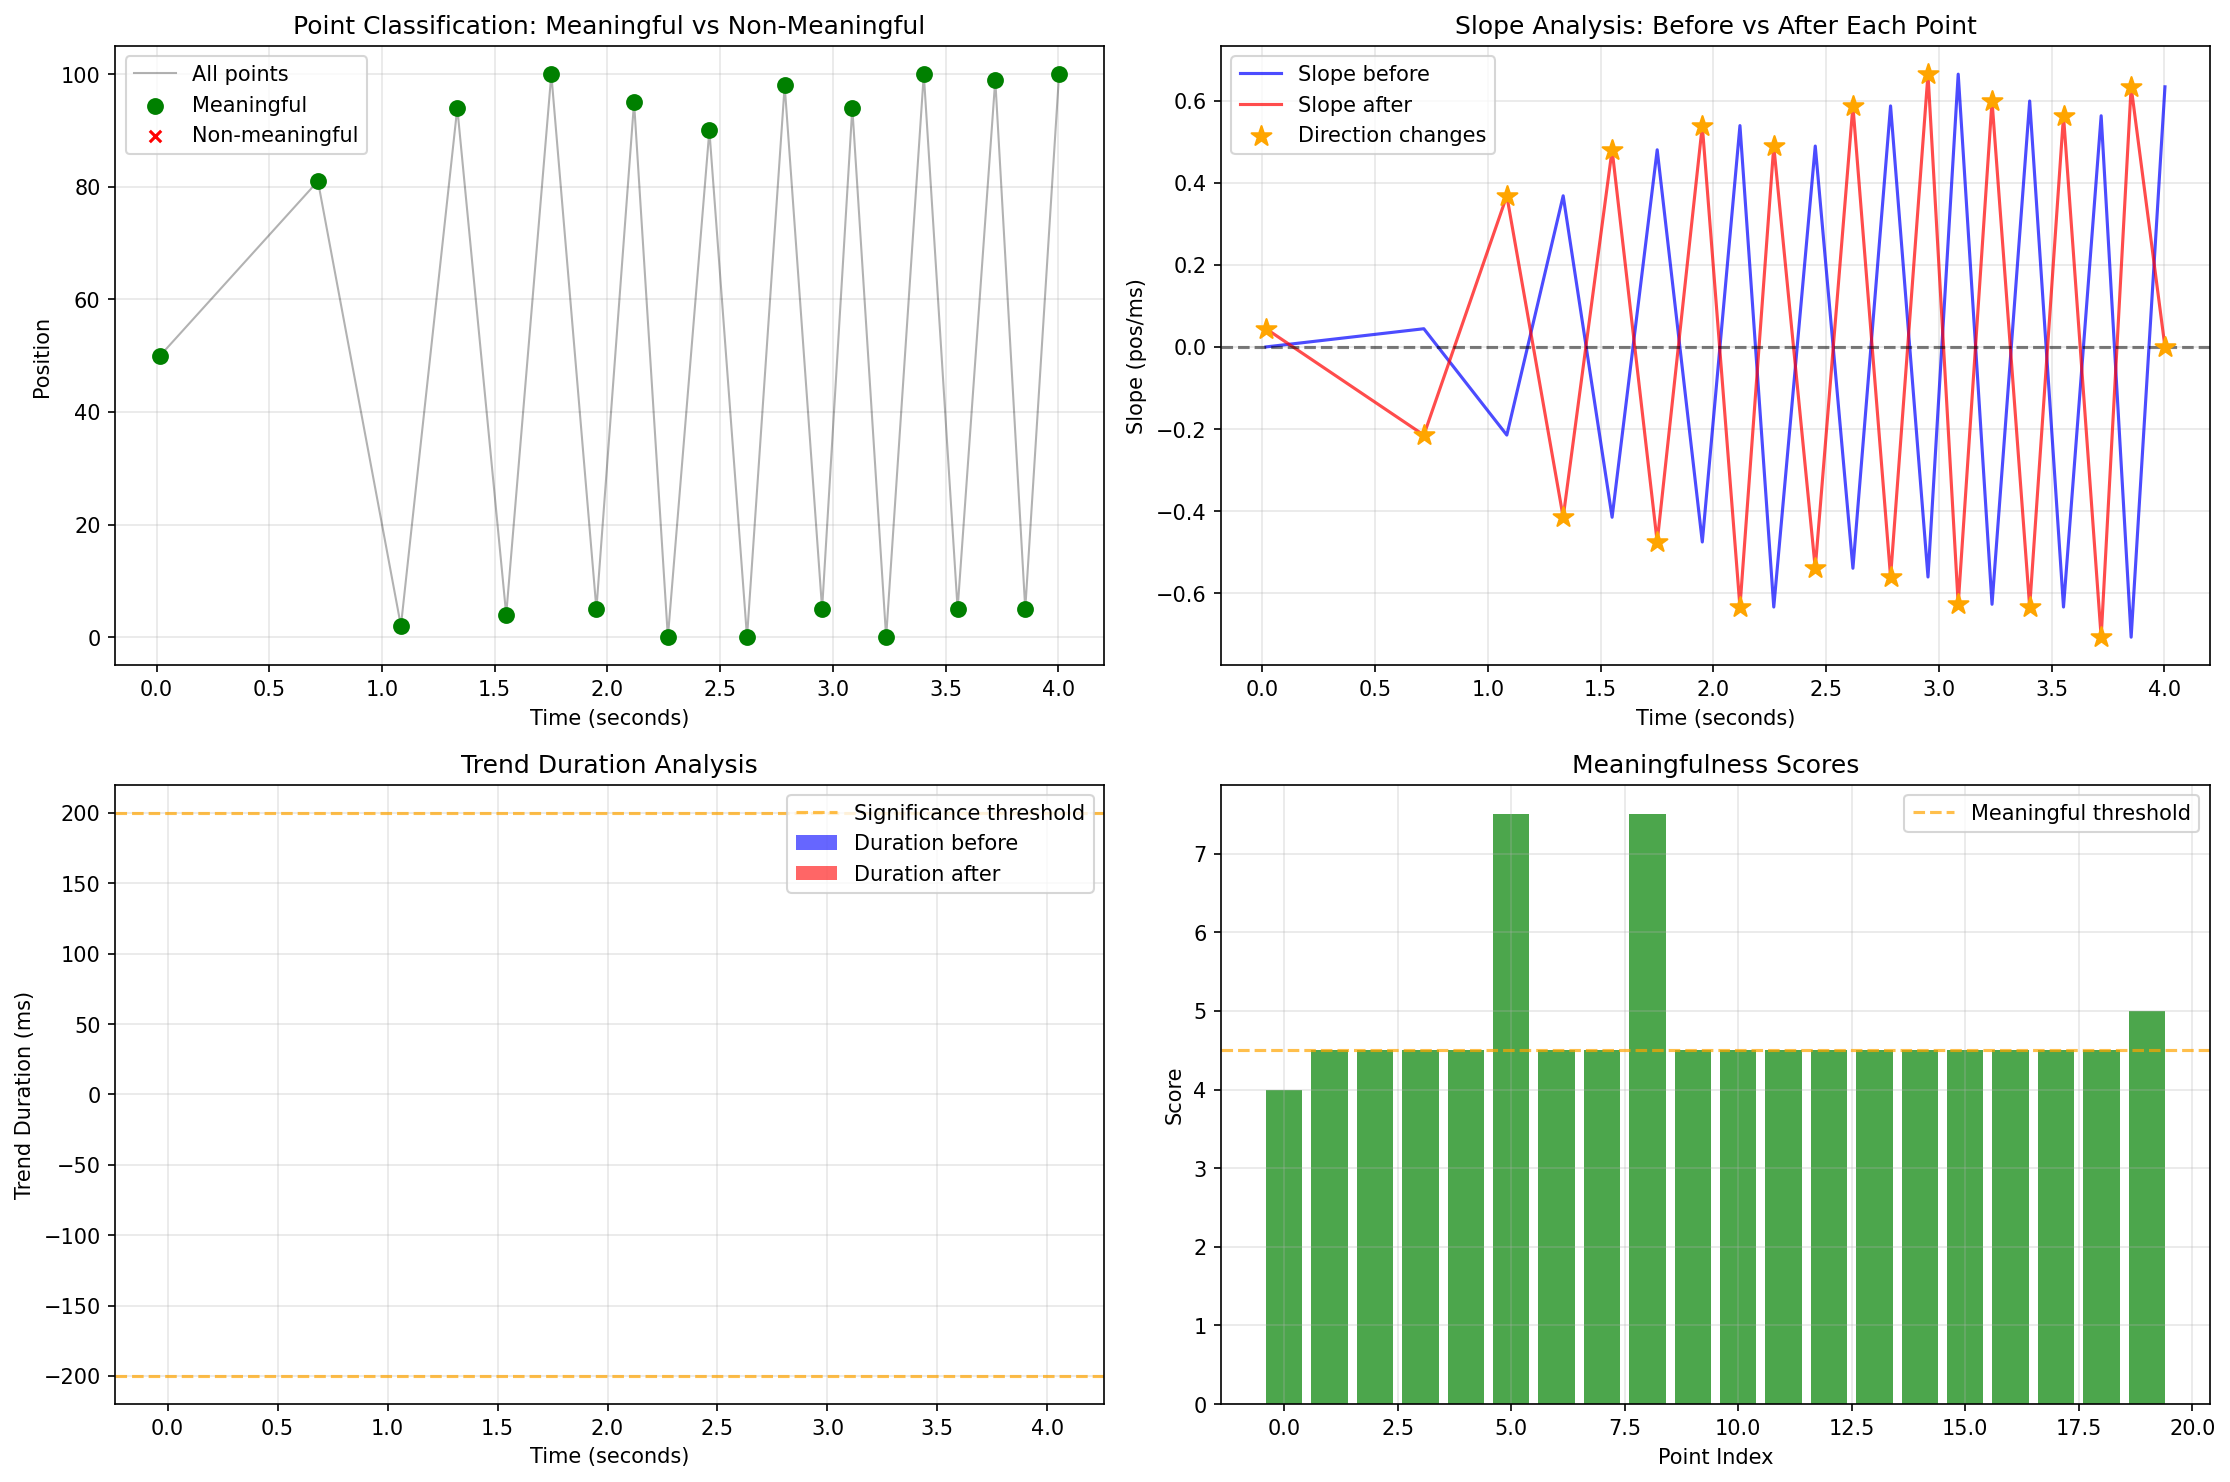 Point Classification: Meaningful vs Non-Meaningful
All points
Meaningful
Non-meaningful
100
80
60
40
20
0
Position
0.0 0.5 1.0 1.5 2.0 2.5 3.0 3.5 4.0
Time (seconds)
Slope Analysis: Before vs After Each Point
Slope before
Slope after
Direction changes
0.6
0.4
0.2
0.0
−0.2
−0.4
−0.6
Slope (pos/ms)
0.0 0.5 1.0 1.5 2.0 2.5 3.0 3.5 4.0
Time (seconds)
Trend Duration Analysis
Significance threshold
Duration before
Duration after
200
150
100
50
0
−50
−100
−150
−200
Trend Duration (ms)
0.0 0.5 1.0 1.5 2.0 2.5 3.0 3.5 4.0
Time (seconds)
Meaningfulness Scores
Meaningful threshold
7
6
5
4
3
2
1
0
Score
0.0 2.5 5.0 7.5 10.0 12.5 15.0 17.5 20.0
Point Index